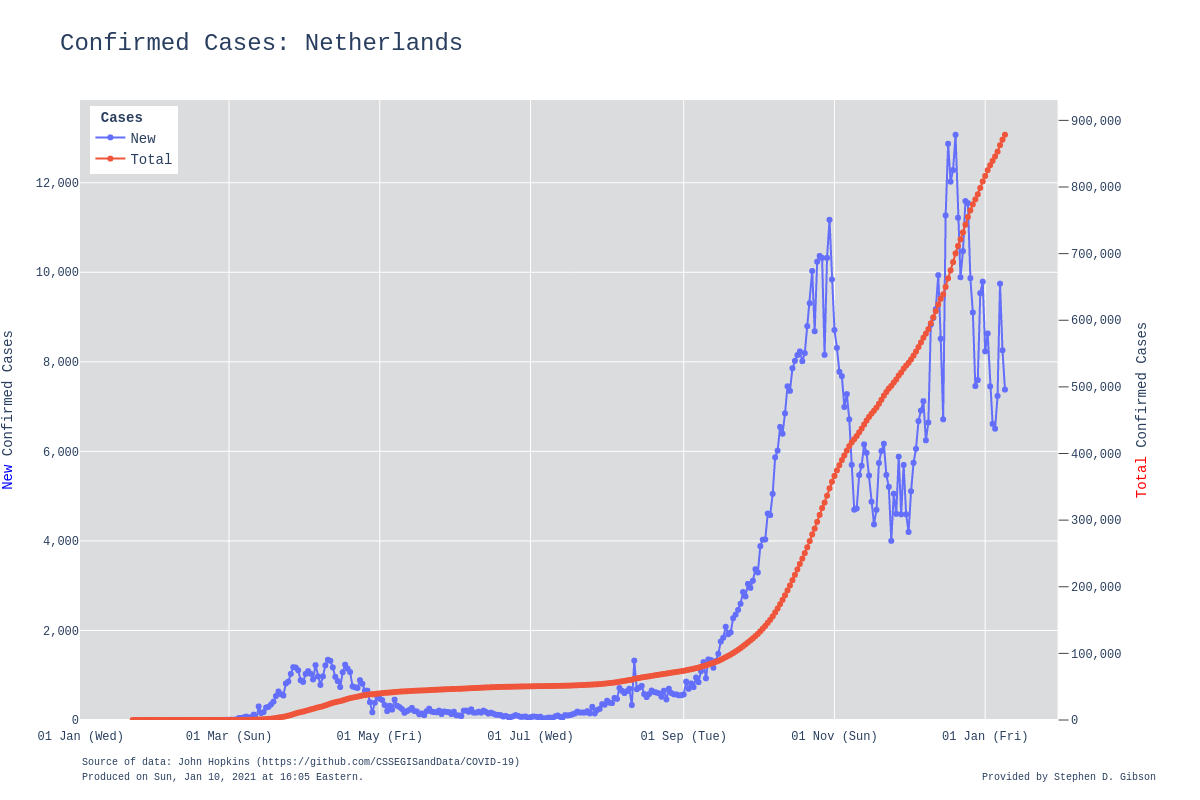 Confirmed Cases: Netherlands
Cases
New
Total
12,000
10,000
8,000
6,000
4,000
2,000
0
New Confirmed Cases
900,000
800,000
700,000
600,000
500,000
400,000
300,000
200,000
100,000
0
Total Confirmed Cases
01 Jan (Wed)
01 Mar (Sun)
01 May (Fri)
01 Jul (Wed)
01 Sep (Tue)
01 Nov (Sun)
01 Jan (Fri)
Source of data: John Hopkins (https://github.com/CSSEGISandData/COVID-19)
Produced on Sun, Jan 10, 2021 at 16:05 Eastern.
Provided by Stephen D. Gibson